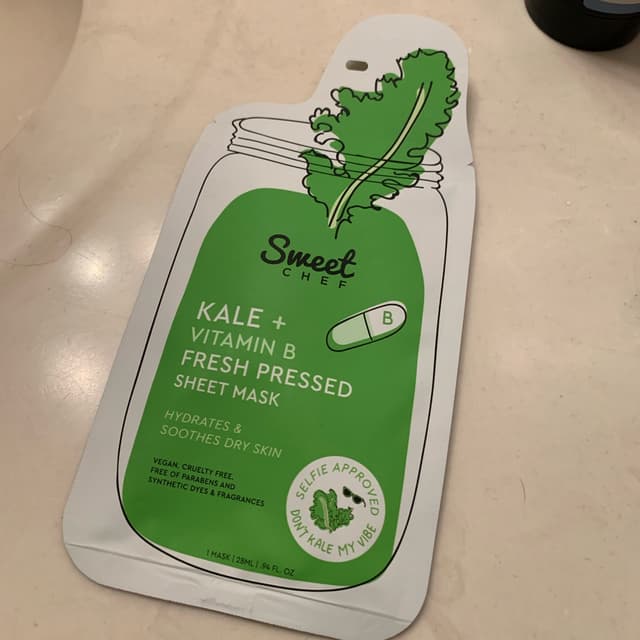 Sweet
CHEF
B
KALE +
VITAMIN B
FRESH PRESSED
SHEET MASK
HYDRATES &
SOOTHES DRY SKIN
VEGAN, CRUELTY FREE,
FREE OF PARABENS AND
SYNTHETIC DYES & FRAGRANCES
SELFIE APPROVED
DON'T KALE MY VIBE
1 MASK | 28ML | .94 FL. OZ